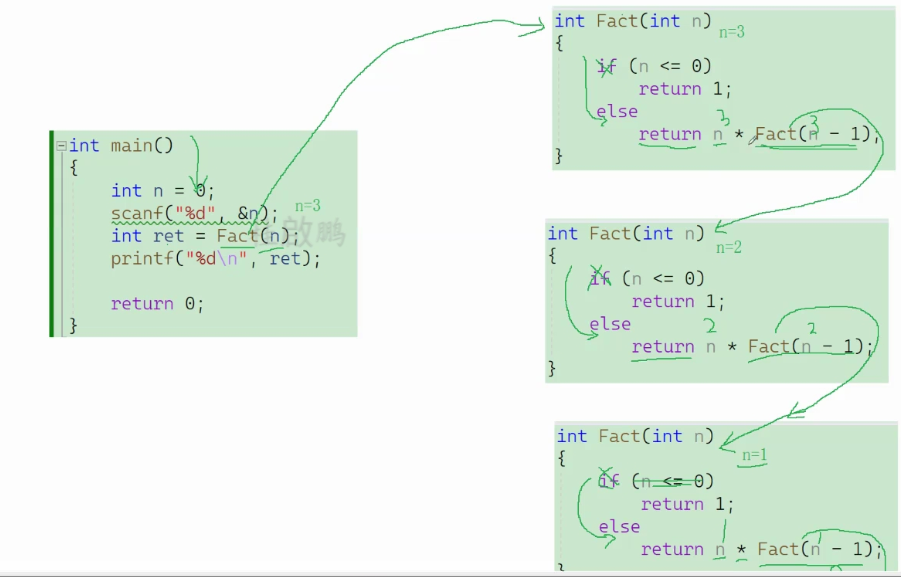 int main()
{
int n = 0;
scanf("%d", &n);
n=3
int ret = Fact(n);
printf("%d\n", ret);
return 0;
}
int Fact(int n)
n=3
{
if (n <= 0)
return 1;
else
3 3
return n * Fact(n - 1);
}
int Fact(int n)
n=2
{
if (n <= 0)
return 1;
else
2 2
return n * Fact(n - 1);
}
int Fact(int n)
n=1
{
if (n <= 0)
return 1;
else
1 1
return n * Fact(n - 1);